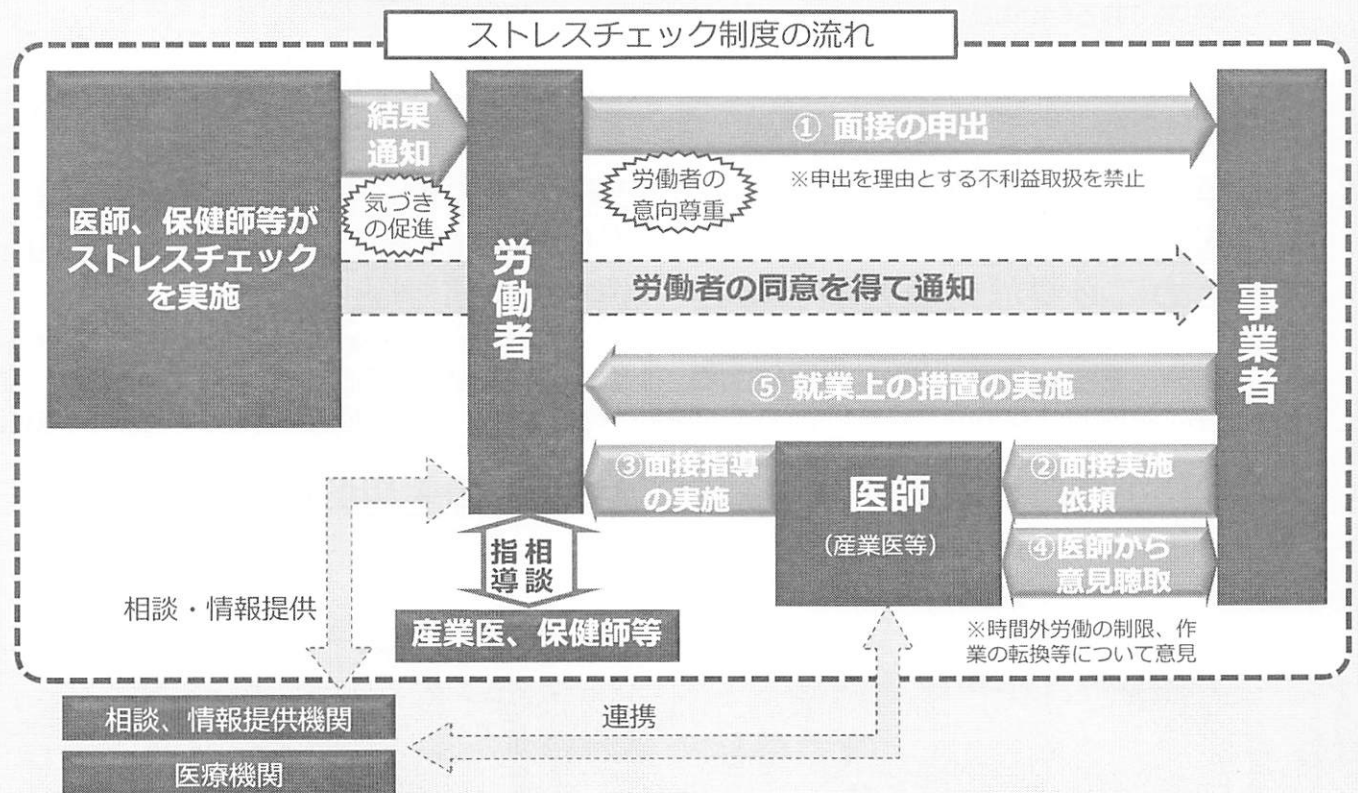 ストレスチェック制度の流れ
医師、保健師等が
ストレスチェック
を実施
結果
通知
気づき
の促進
労働者
① 面接の申出
労働者の
意向尊重
※申出を理由とする不利益取扱を禁止
労働者の同意を得て通知
事業者
⑤ 就業上の措置の実施
③面接指導
の実施
医師
(産業医等)
②面接実施
依頼
④医師から
意見聴取
※時間外労働の制限、作
業の転換等について意見
相談
指導
産業医、保健師等
相談・情報提供
相談、情報提供機関
医療機関
連携